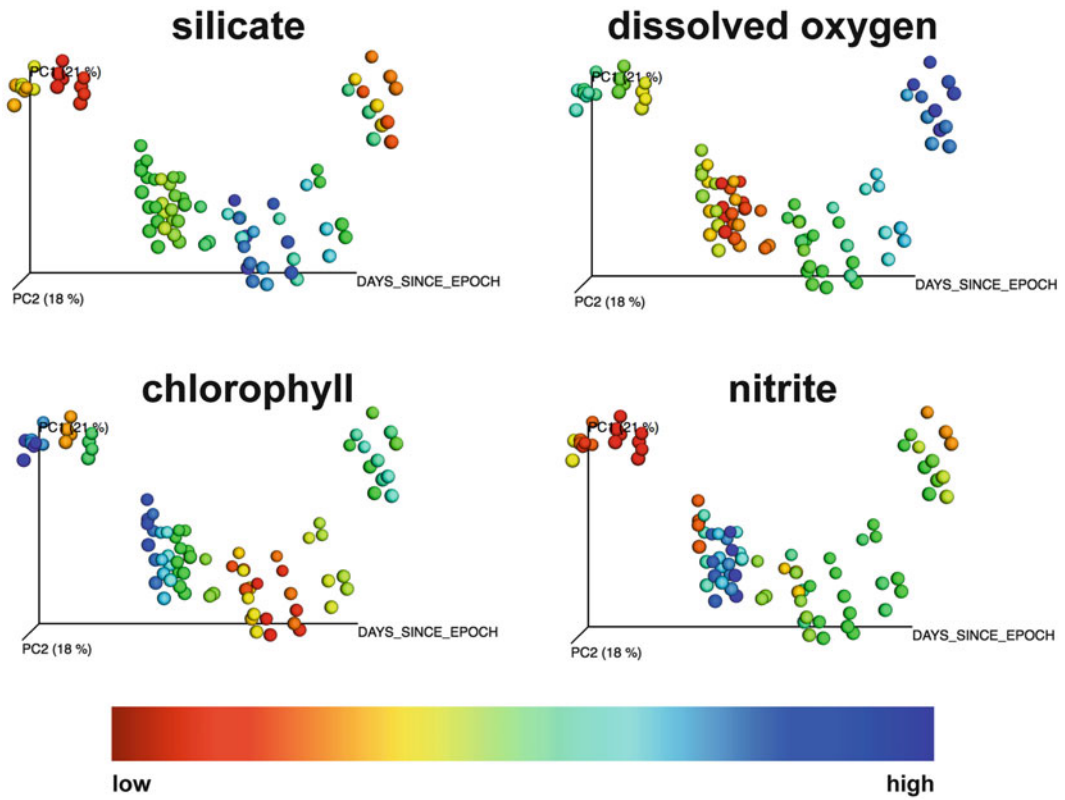 silicate
dissolved oxygen
PC1 (21 %)
PC1 (21 %)
DAYS_SINCE_EPOCH
DAYS_SINCE_EPOCH
PC2 (18 %)
PC2 (18 %)
chlorophyll
nitrite
PC1 (21 %)
PC1 (21 %)
DAYS_SINCE_EPOCH
DAYS_SINCE_EPOCH
PC2 (18 %)
PC2 (18 %)
low
high